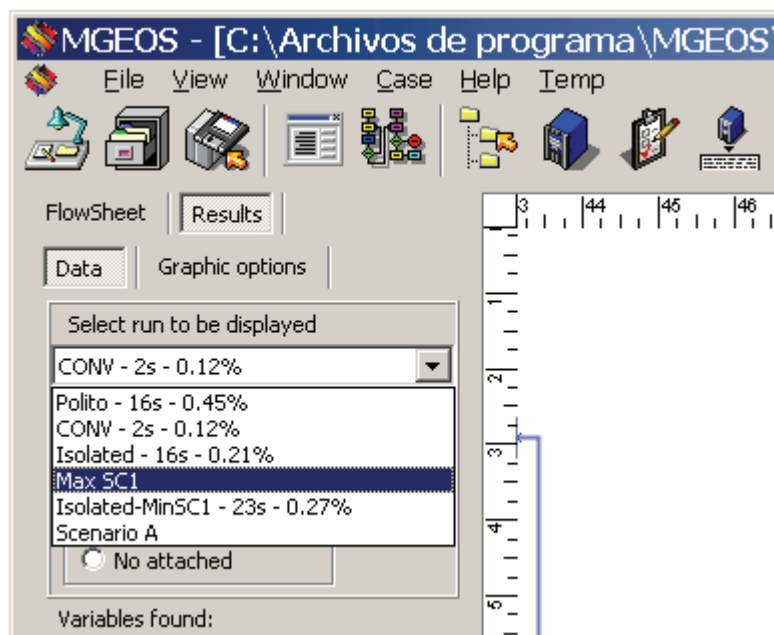 MGEOS - [C:\Archivos de programa\MGEOS\
File View Window Case Help Temp
FlowSheet Results
Data Graphic options
Select run to be displayed
CONV - 2s - 0.12%
Polito - 16s - 0.45%
CONV - 2s - 0.12%
Isolated - 16s - 0.21%
Max SC1
Isolated-MinSC1 - 23s - 0.27%
Scenario A
No attached
Variables found:
3 44 45 46
1
2
3
4
5